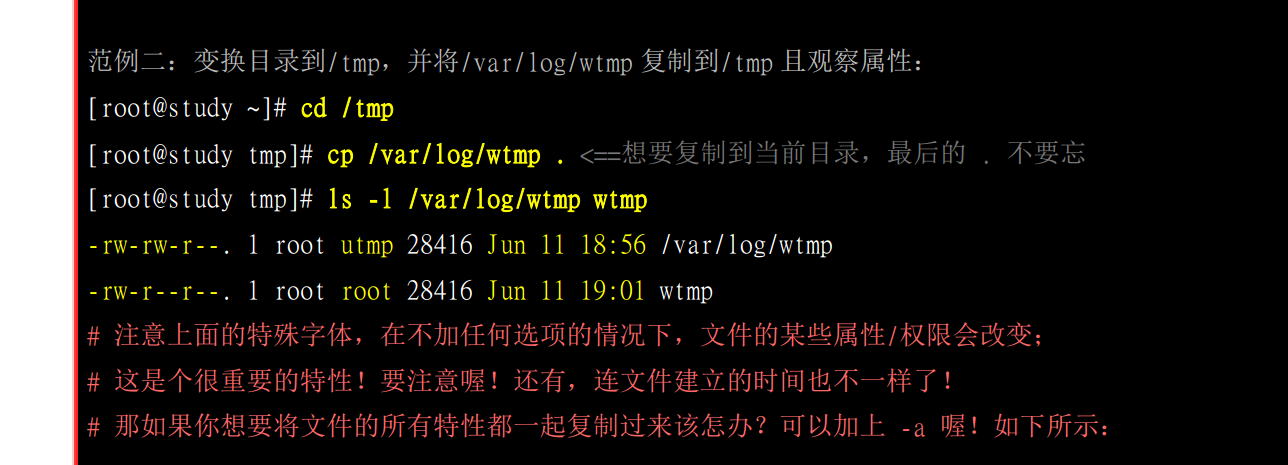 范例二：变换目录到/tmp，并将/var/log/wtmp 复制到/tmp 且观察属性：
[root@study ~]# cd /tmp
[root@study tmp]# cp /var/log/wtmp . <==想要复制到当前目录，最后的 . 不要忘
[root@study tmp]# ls -l /var/log/wtmp wtmp
-rw-rw-r--. 1 root utmp 28416 Jun 11 18:56 /var/log/wtmp
-rw-r--r--. 1 root root 28416 Jun 11 19:01 wtmp
# 注意上面的特殊字体，在不加任何选项的情况下，文件的某些属性/权限会改变；
# 这是个很重要的特性！要注意喔！还有，连文件建立的时间也不一样了！
# 那如果你想要将文件的所有特性都一起复制过来该怎办？可以加上 -a 喔！如下所示：